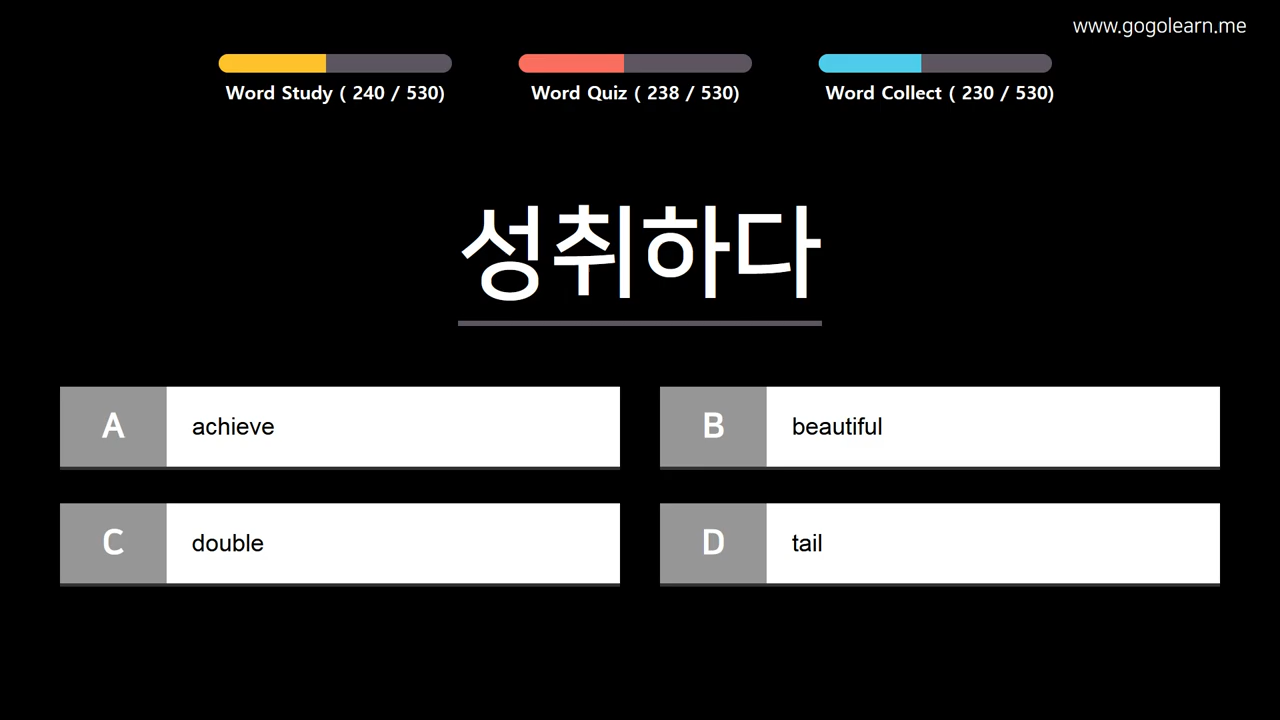 www.gogolearn.me
Word Study ( 240 / 530)
Word Quiz ( 238 / 530)
Word Collect ( 230 / 530)
성취하다
A achieve
B beautiful
C double
D tail